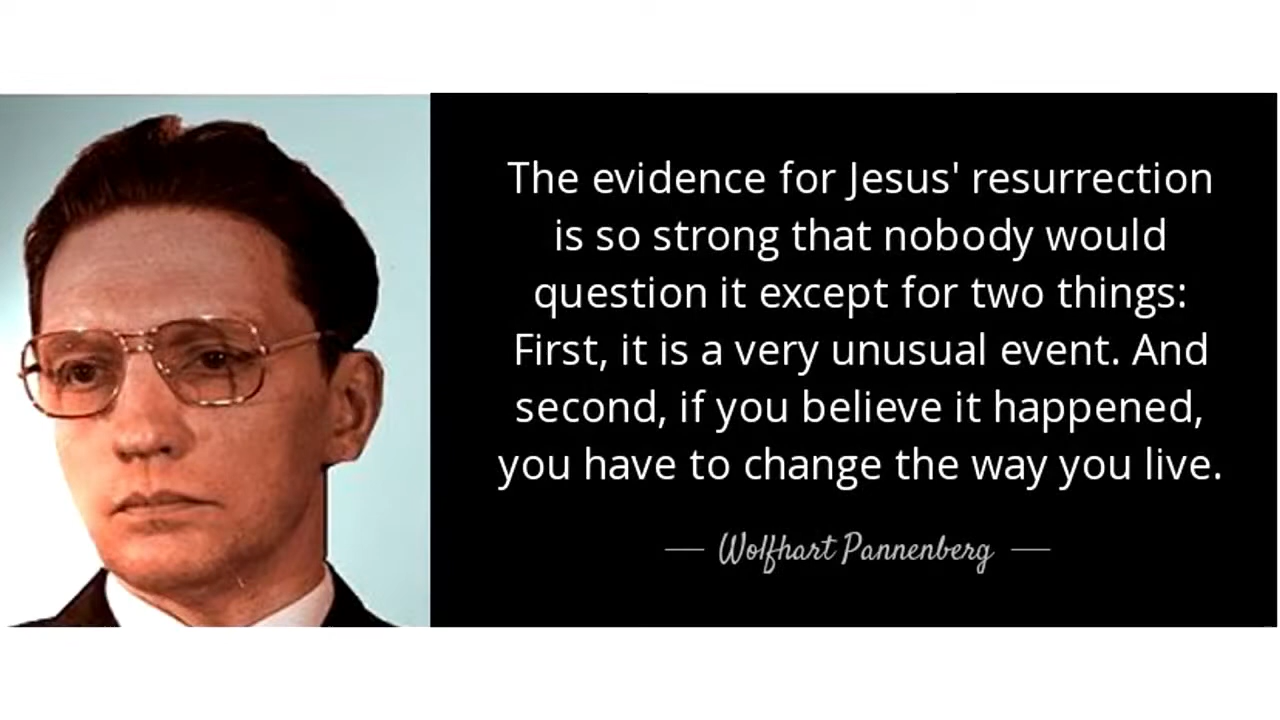 The evidence for Jesus' resurrection
is so strong that nobody would
question it except for two things:
First, it is a very unusual event. And
second, if you believe it happened,
you have to change the way you live.
Wolfhart Pannenberg